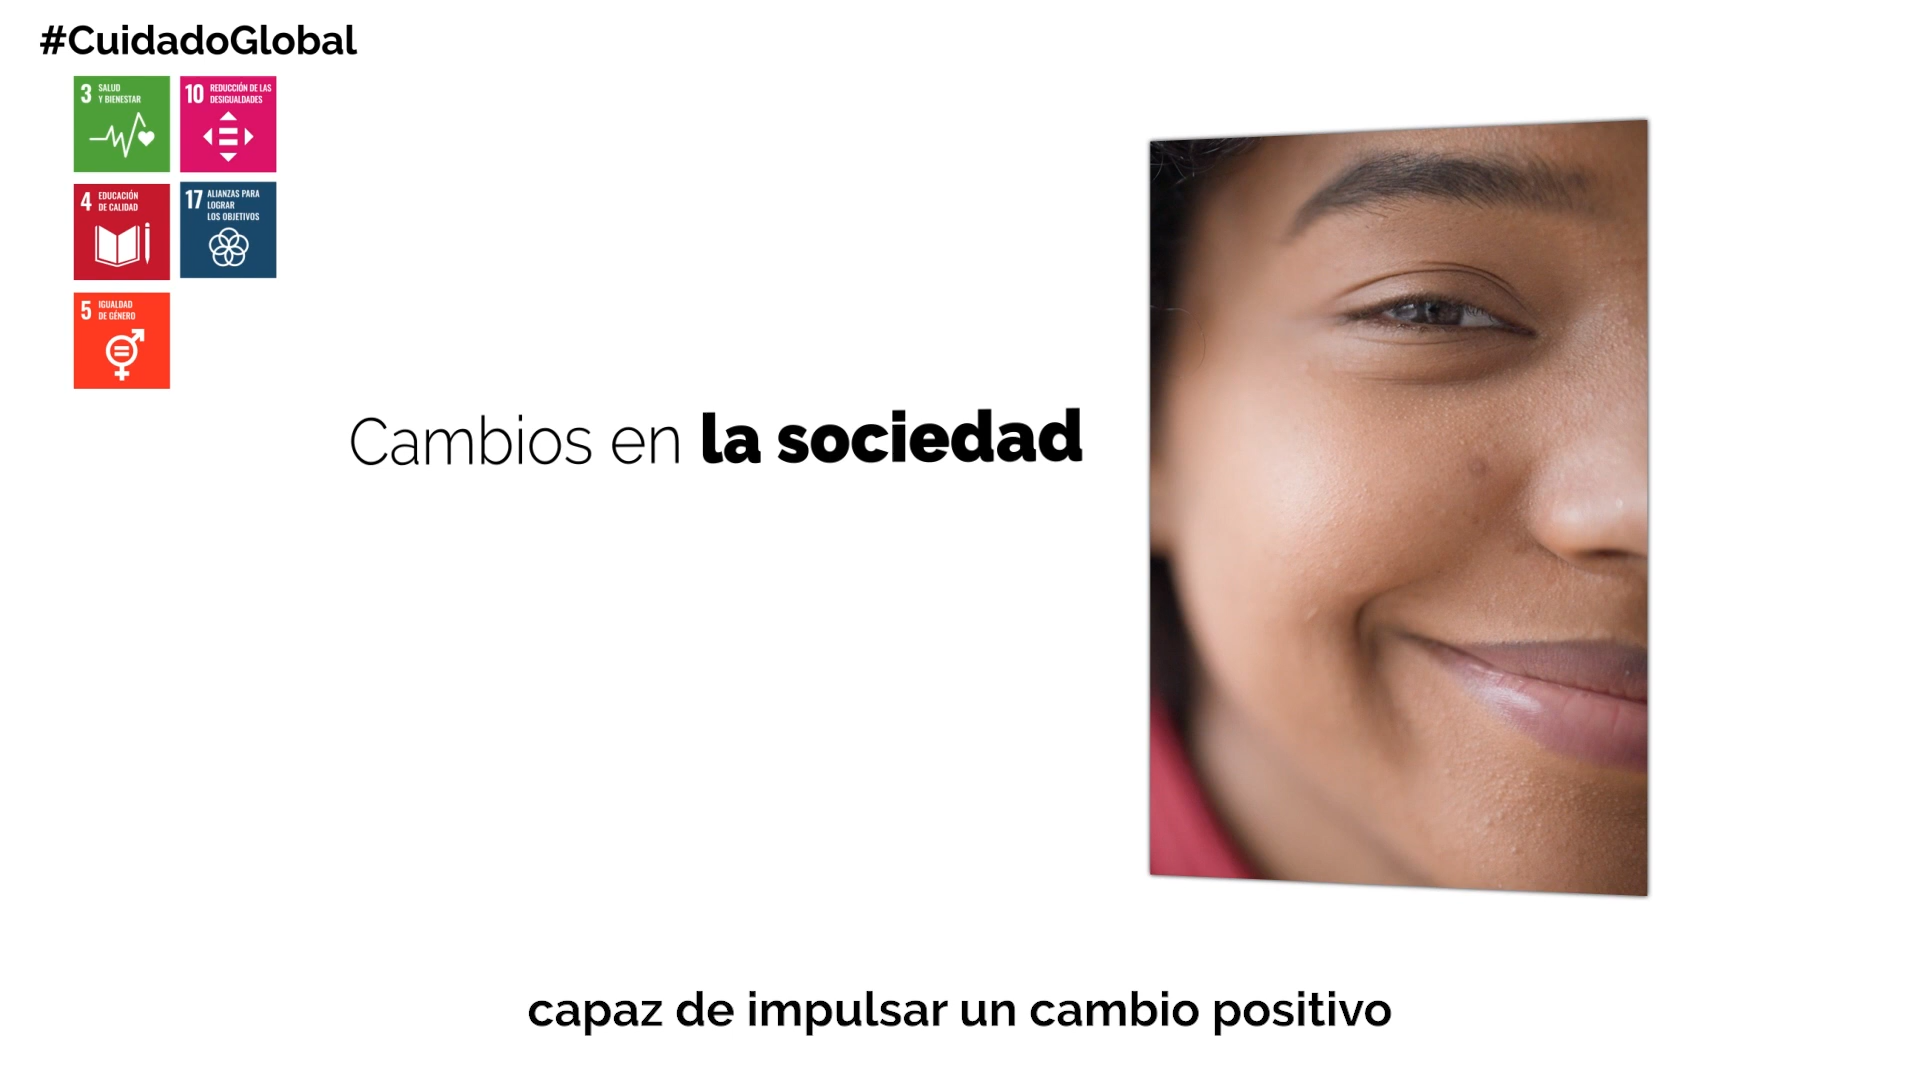 #CuidadoGlobal
3 SALUD
Y BIENESTAR
10 REDUCCIÓN DE LAS
DESIGUALDADES
4 EDUCACIÓN
DE CALIDAD
17 ALIANZAS PARA
LOGRAR
LOS OBJETIVOS
5 IGUALDAD
DE GÉNERO
Cambios en la sociedad
capaz de impulsar un cambio positivo